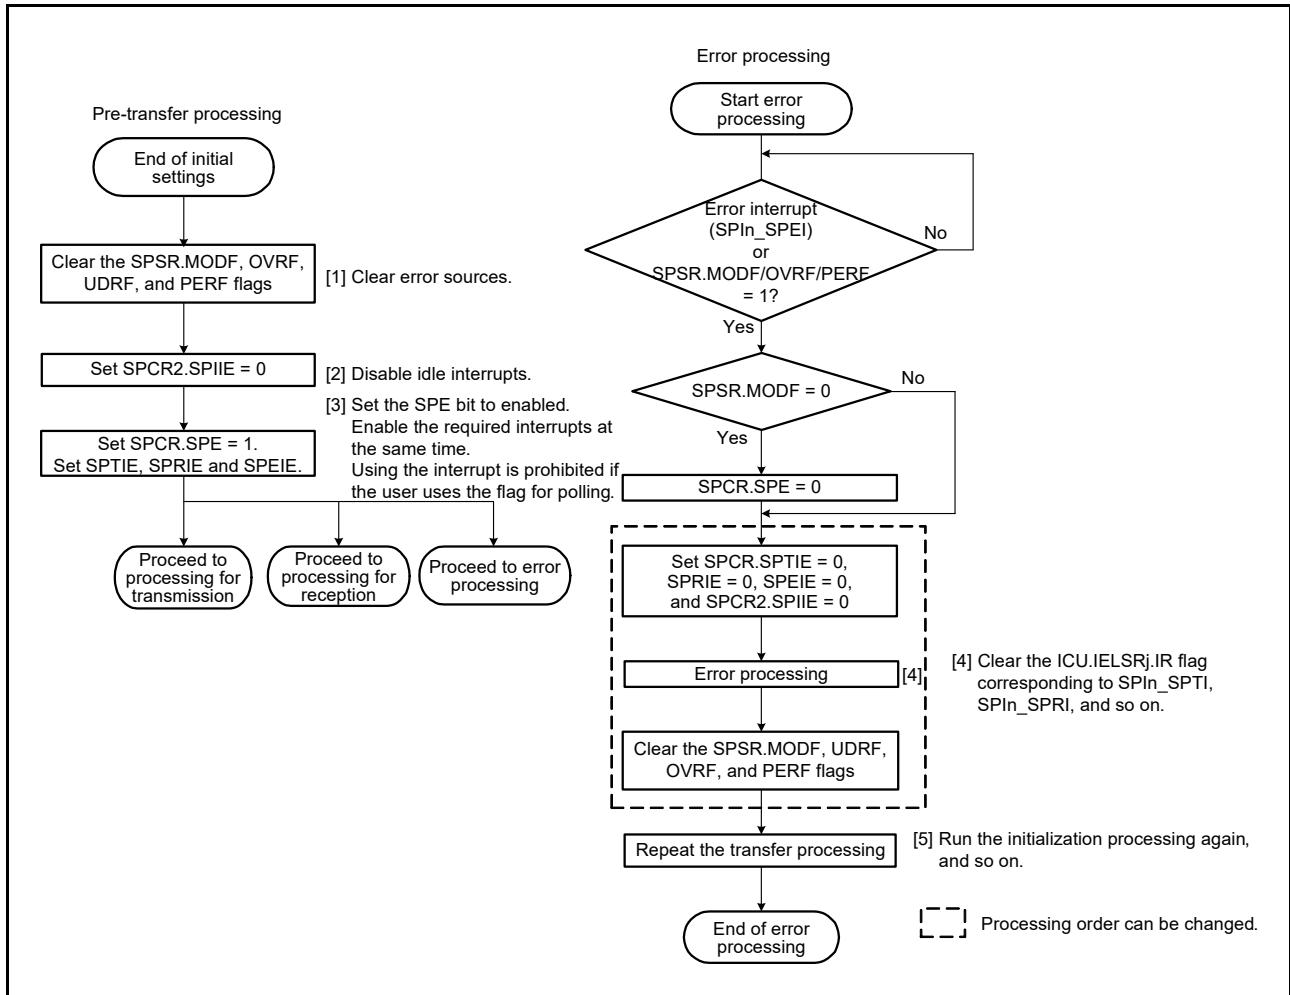 Pre-transfer processing
End of initial
settings
Clear the SPSR.MODF, OVRF,
UDRF, and PERF flags
[1] Clear error sources.
Set SPCR2.SPIIE = 0
[2] Disable idle interrupts.
Set SPCR.SPE = 1.
Set SPTIE, SPRIE and SPEIE.
[3] Set the SPE bit to enabled.
Enable the required interrupts at
the same time.
Using the interrupt is prohibited if
the user uses the flag for polling.
Proceed to
processing for
transmission
Proceed to
processing for
reception
Proceed to error
processing
Error processing
Start error
processing
Error interrupt
(SPIn_SPEI)
or
SPSR.MODF/OVRF/PERF
= 1?
No
Yes
SPSR.MODF = 0
No
Yes
SPCR.SPE = 0
Set SPCR.SPTIE = 0,
SPRIE = 0, SPEIE = 0,
and SPCR2.SPIIE = 0
Error processing
[4]
[4] Clear the ICU.IELSRj.IR flag
corresponding to SPIn_SPTI,
SPIn_SPRI, and so on.
Clear the SPSR.MODF, UDRF,
OVRF, and PERF flags
Repeat the transfer processing
[5] Run the initialization processing again,
and so on.
End of error
processing
Processing order can be changed.